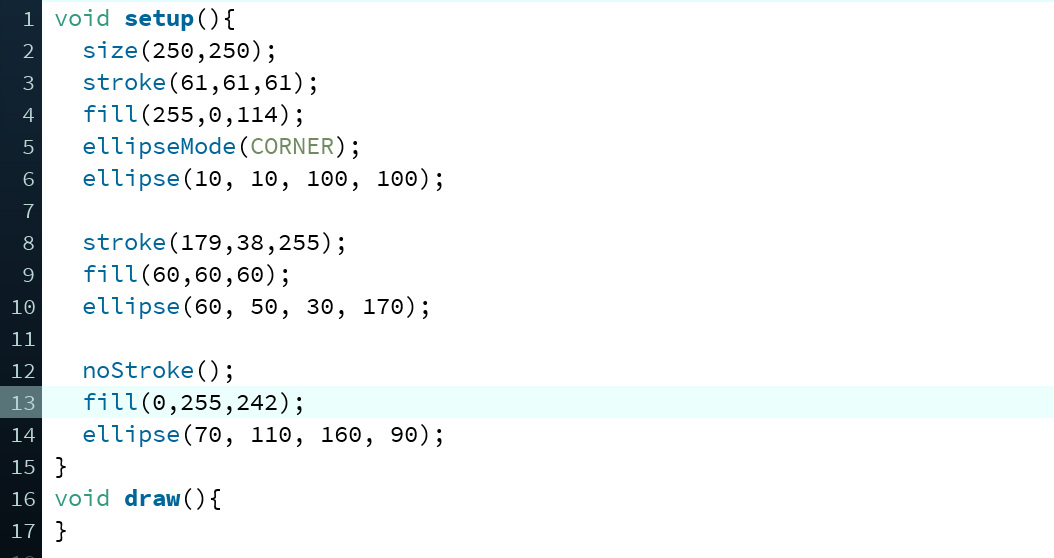 1 void setup(){
2 size(250,250);
3 stroke(61,61,61);
4 fill(255,0,114);
5 ellipseMode(CORNER);
6 ellipse(10, 10, 100, 100);
7
8 stroke(179,38,255);
9 fill(60,60,60);
10 ellipse(60, 50, 30, 170);
11
12 noStroke();
13 fill(0,255,242);
14 ellipse(70, 110, 160, 90);
15 }
16 void draw(){
17 }